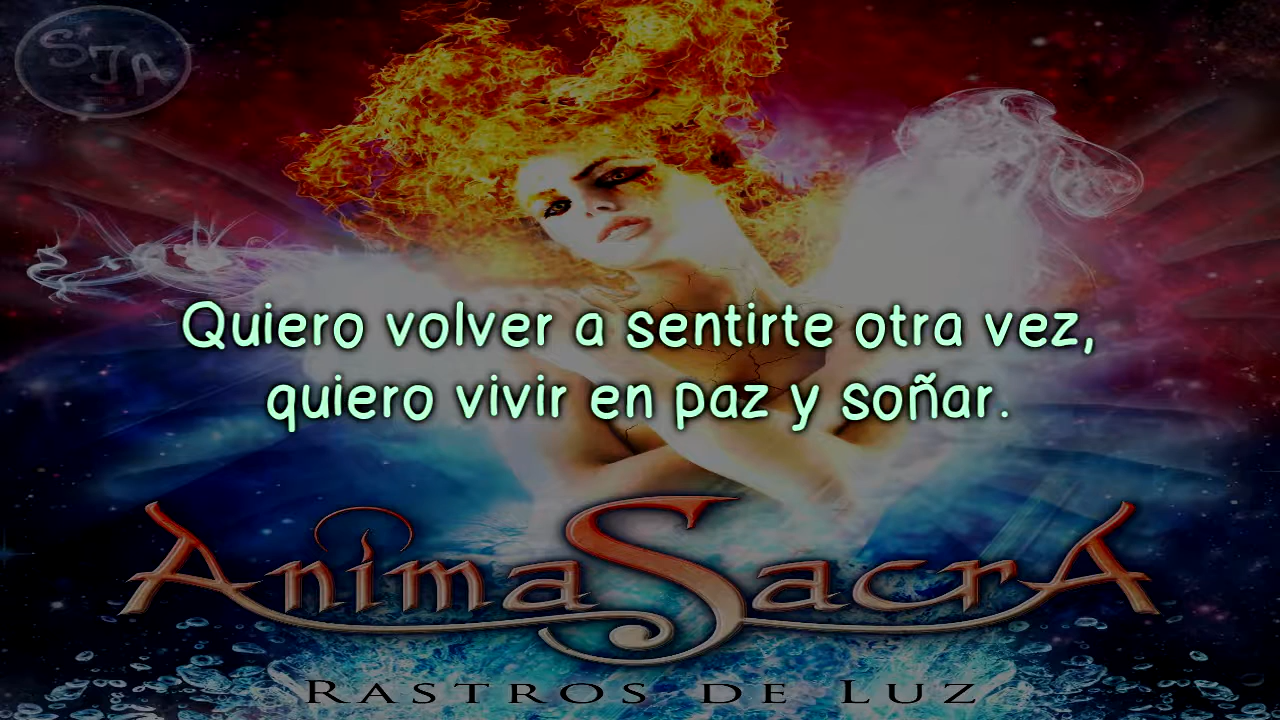 SJA
Quiero volver a sentirte otra vez,
quiero vivir en paz y soñar.
AnimaSacrA
Rastros de Luz